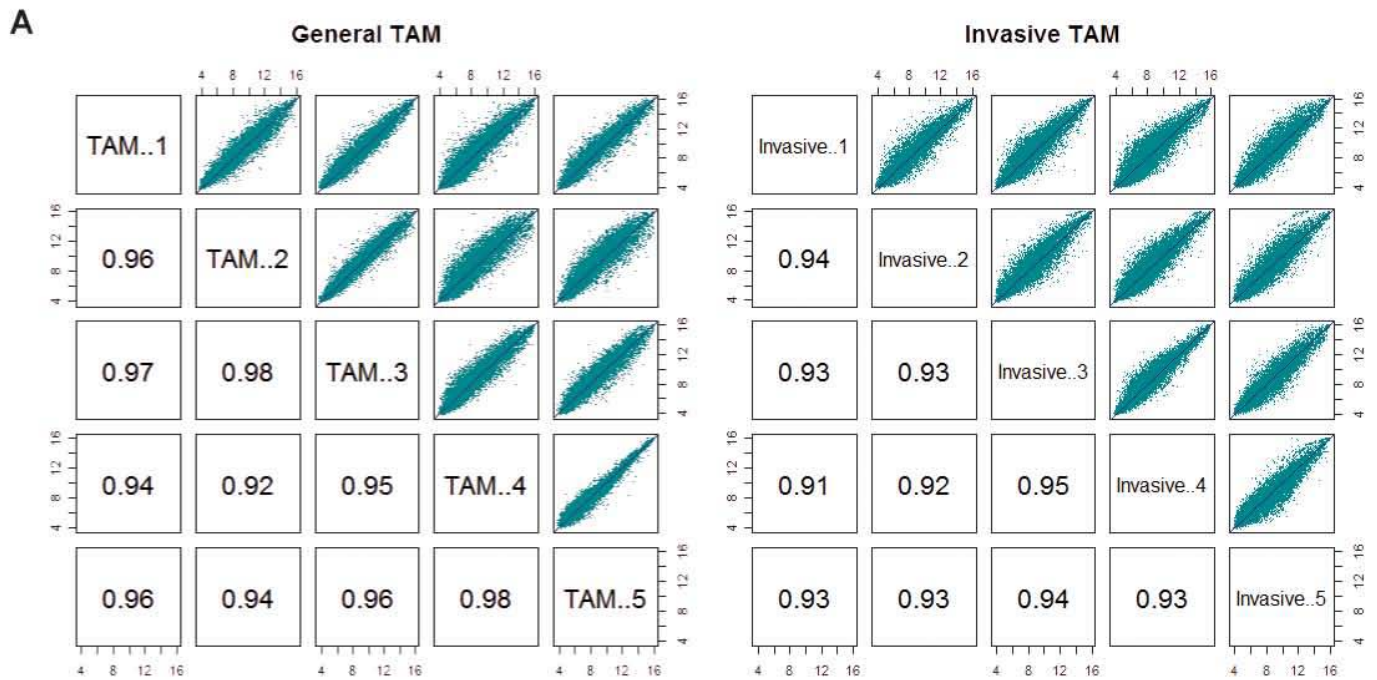 A
General TAM Invasive TAM
4 8 12 16 4 8 12 16 4 8 12 16 4 8 12 16
TAM..1 4 8 12 16 Invasive..1 4 8 12 16
4 8 12 16 0.96 TAM..2 4 8 12 16 0.94 Invasive..2
0.97 0.98 TAM..3 4 8 12 16 0.93 0.93 Invasive..3 4 8 12 16
4 8 12 16 0.94 0.92 0.95 TAM..4 4 8 12 16 0.91 0.92 0.95 Invasive..4
0.96 0.94 0.96 0.98 TAM..5 4 8 12 16 0.93 0.93 0.94 0.93 Invasive..5 4 8 12 16
4 8 12 16 4 8 12 16 4 8 12 16 4 8 12 16 4 8 12 16 4 8 12 16